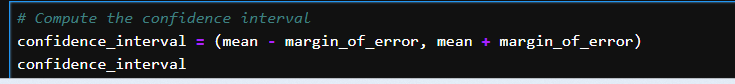 # Compute the confidence interval
confidence_interval = (mean - margin_of_error, mean + margin_of_error)
confidence_interval